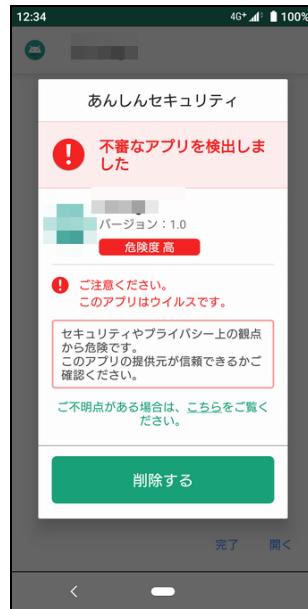 12:34
4G+
100%
あんしんセキュリティ
不審なアプリを検出しま
した
バージョン：1.0
危険度 高
ご注意ください。
このアプリはウイルスです。
セキュリティやプライバシー上の観点
から危険です。
このアプリの提供元が信頼できるかご
確認ください。
ご不明点がある場合は、こちらをご覧く
ださい。
削除する
完了
開く